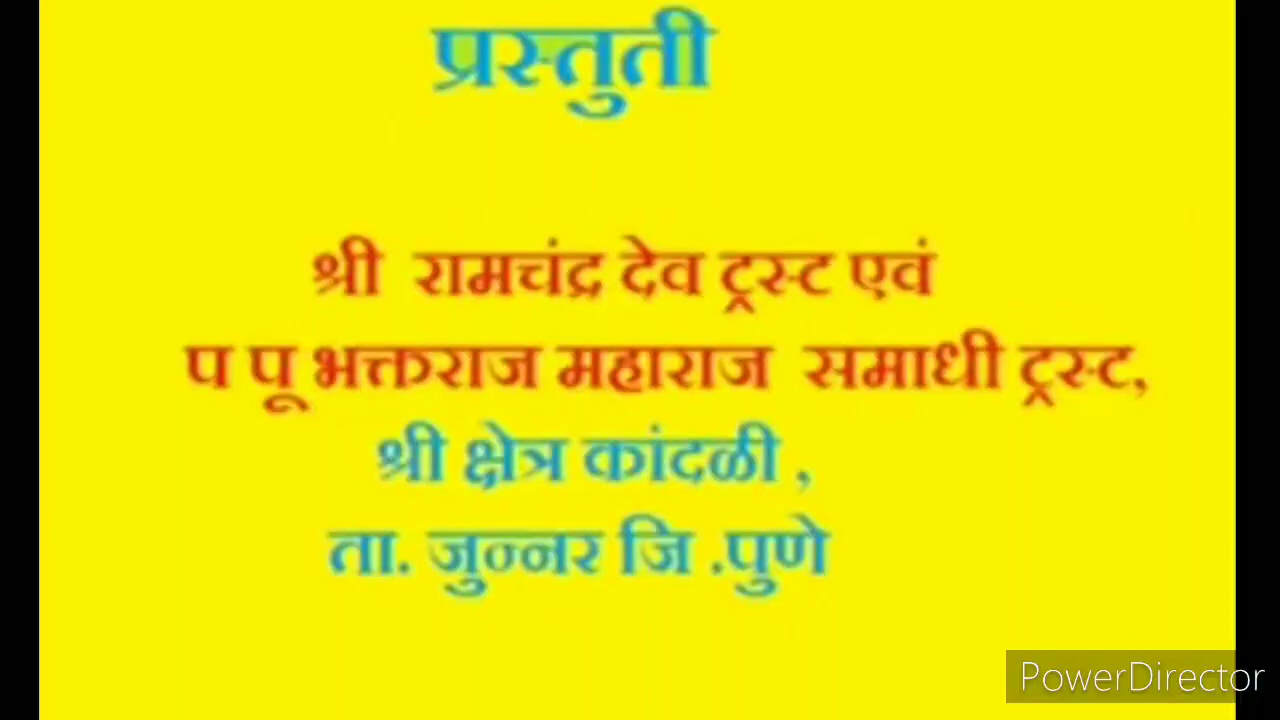 प्रस्तुती
श्री रामचंद्र देव ट्रस्ट एवं
प पू भक्तराज महाराज समाधी ट्रस्ट,
श्री क्षेत्र कांदळी ,
ता. जुन्नर जि .पुणे
PowerDirector